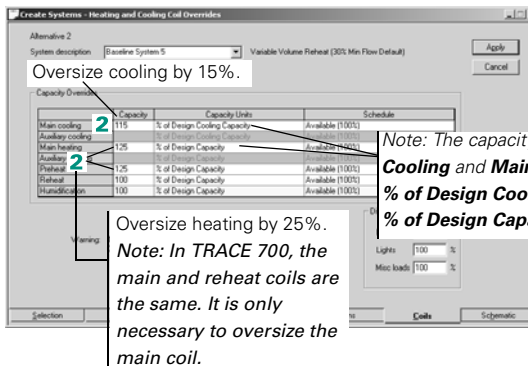 Create Systems - Heating and Cooling Coil Overrides
Alternative 2
System description Baseline System 5 Variable Volume Reheat (30% Min Flow Default)
Apply
Cancel
Oversize cooling by 15%.
Capacity Overrides
Capacity Capacity Units Schedule
Main cooling 2 115 % of Design Cooling Capacity Available (100%)
Auxiliary cooling % of Design Cooling Capacity Available (100%)
Main heating 125 % of Design Capacity Available (100%)
Auxiliary 2 % of Design Capacity Available (100%)
Preheat 125 % of Design Capacity Available (100%)
Reheat 100 % of Design Capacity Available (100%)
Humidification 100 % of Design Capacity Available (100%)
Note: The capacit
Cooling and Main
% of Design Cool
% of Design Capa
Oversize heating by 25%.
Note: In TRACE 700, the
main and reheat coils are
the same. It is only
necessary to oversize the
main coil.
Warning:
Lights 100 %
Misc loads 100 %
Selection
Coils
Schematic